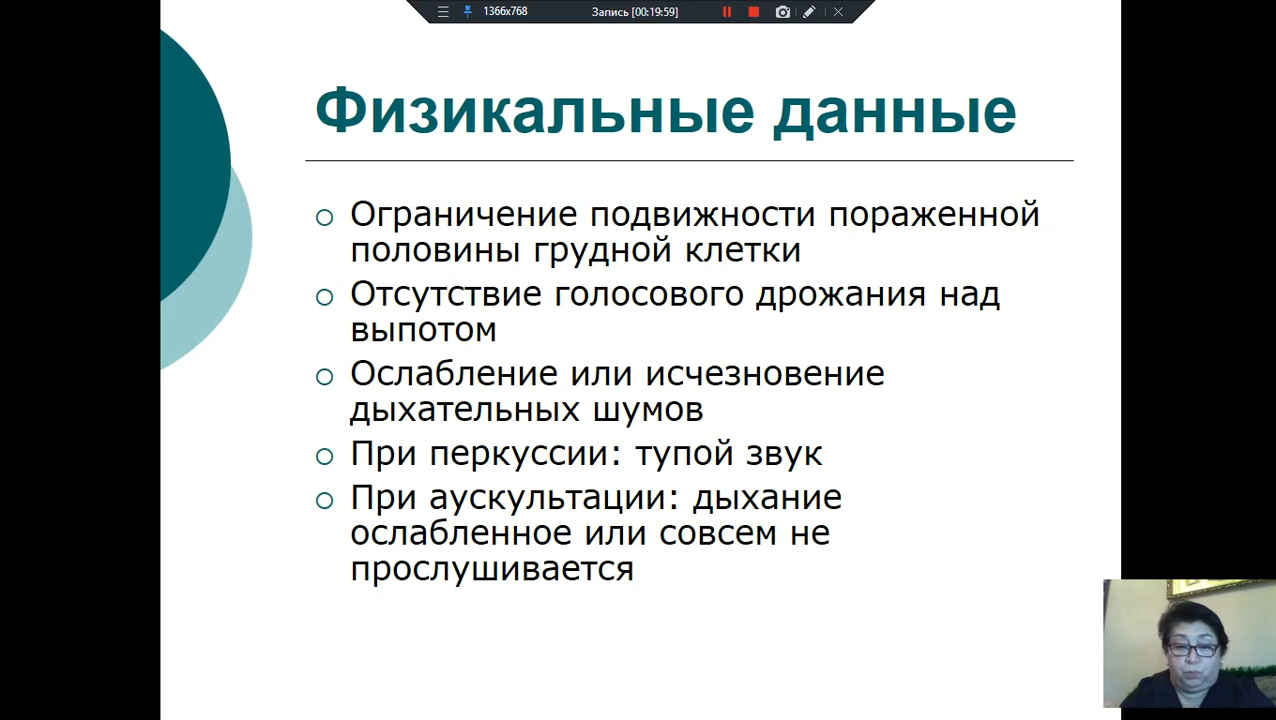 1366x768
Запись [00:19:59]
Физикальные данные
Ограничение подвижности пораженной
половины грудной клетки
Отсутствие голосового дрожания над
выпотом
Ослабление или исчезновение
дыхательных шумов
При перкуссии: тупой звук
При аускультации: дыхание
ослабленное или совсем не
прослушивается